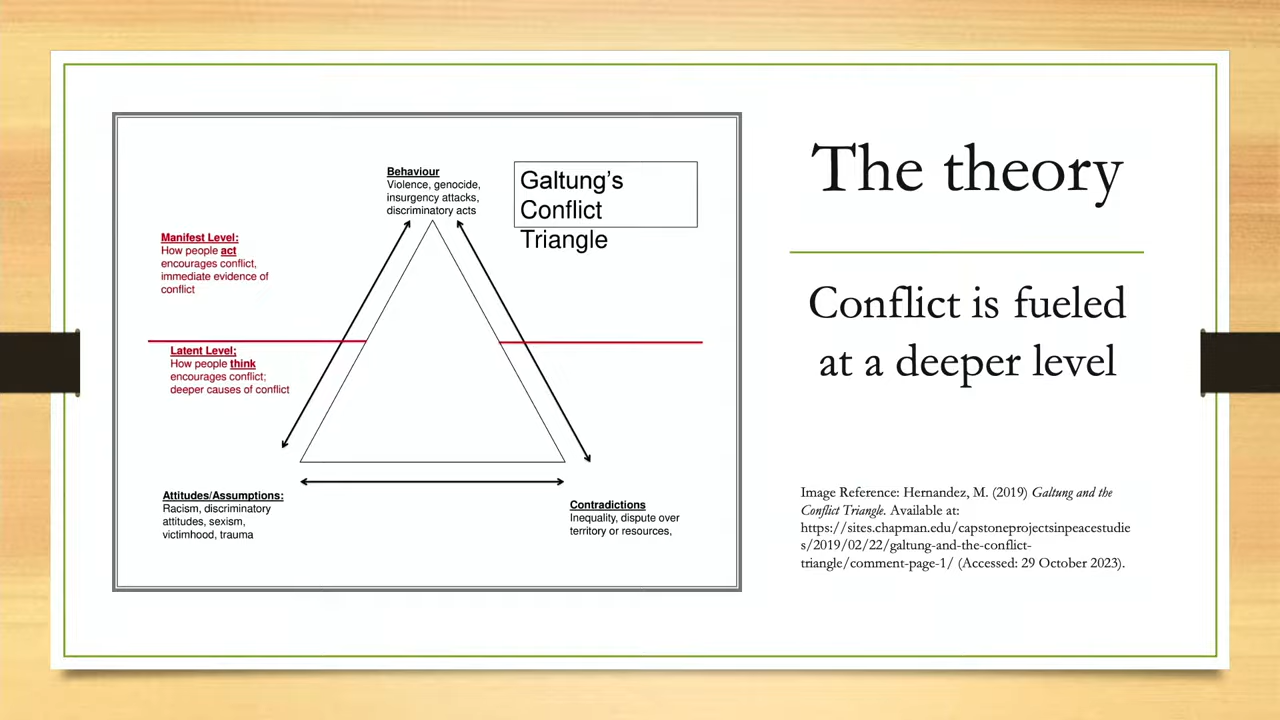 Behaviour
Violence, genocide,
insurgency attacks,
discriminatory acts
Galtung's
Conflict
Triangle
Manifest Level:
How people act
encourages conflict,
immediate evidence of
conflict
Latent Level;
How people think
encourages conflict;
deeper causes of conflict
Attitudes/Assumptions:
Racism, discriminatory
attitudes, sexism,
victimhood, trauma
Contradictions
Inequality, dispute over
territory or resources,
The theory
Conflict is fueled
at a deeper level
Image Reference: Hernandez, M. (2019) Galtung and the
Conflict Triangle. Available at:
https://sites.chapman.edu/capstoneprojectsinpeacestudie
s/2019/02/22/galtung-and-the-conflict-
triangle/comment-page-1/ (Accessed: 29 October 2023).